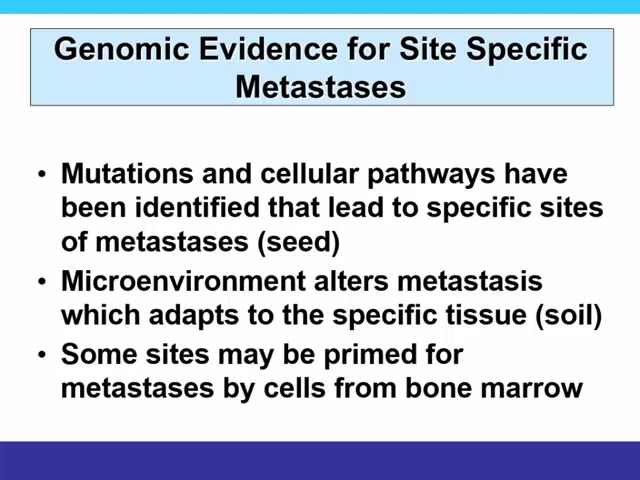 Genomic Evidence for Site Specific
Metastases
• Mutations and cellular pathways have
been identified that lead to specific sites
of metastases (seed)
• Microenvironment alters metastasis
which adapts to the specific tissue (soil)
• Some sites may be primed for
metastases by cells from bone marrow